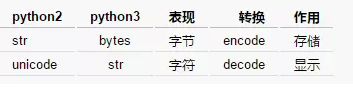 python2 python3 表现 转换 作用
str bytes 字节 encode 存储
unicode str 字符 decode 显示